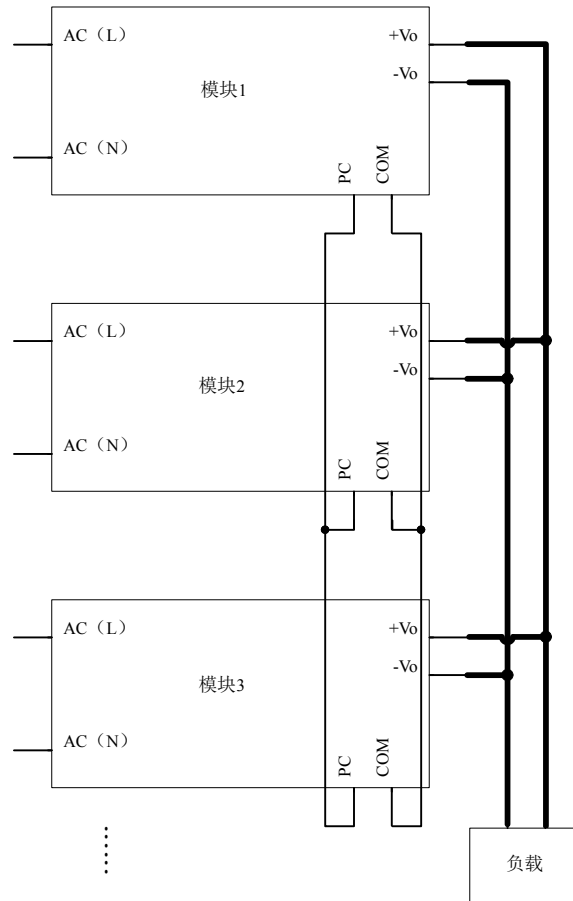 AC（L）
+Vo
-Vo
模块1
AC（N）
PC
COM
AC（L）
+Vo
-Vo
模块2
AC（N）
PC
COM
AC（L）
+Vo
-Vo
模块3
AC（N）
PC
COM
负载